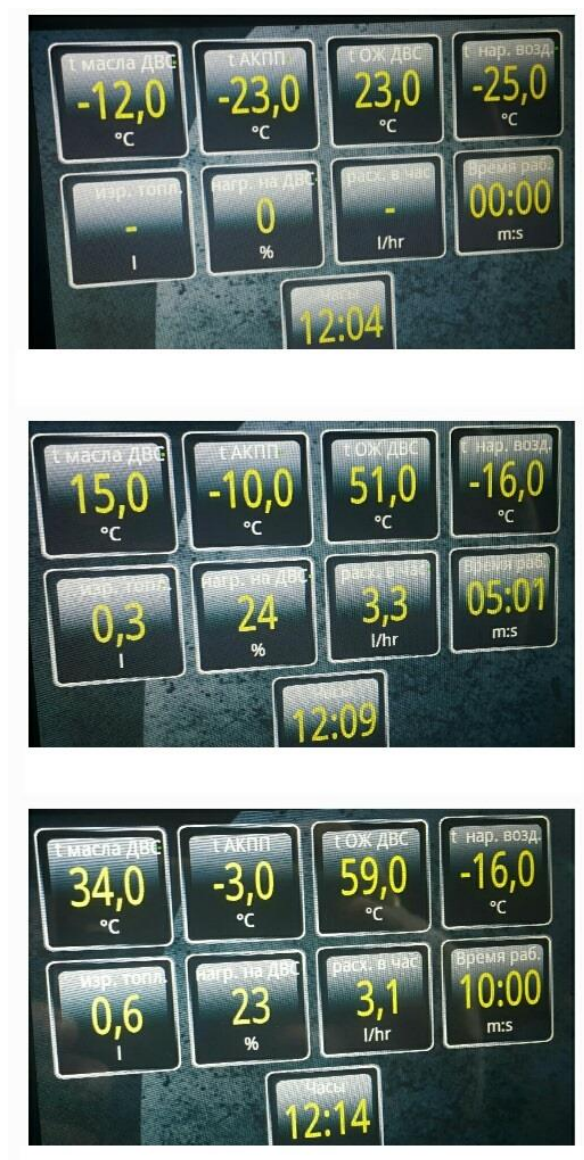 t масла ДВС t АКПП t ОЖ ДВС t нар. возд.
-12,0 -23,0 23,0 -25,0
°C °C °C °C
изр. топл. нагр. на ДВС расх. в час Время раб.
- 0 - 00:00
l % l/hr m:s
Часы
12:04
t масла ДВС t АКПП t ОЖ ДВС t нар. возд.
15,0 -10,0 51,0 -16,0
°C °C °C °C
изр. топл. нагр. на ДВС расх. в час Время раб.
0,3 24 3,3 05:01
l % l/hr m:s
Часы
12:09
t масла ДВС t АКПП t ОЖ ДВС t нар. возд.
34,0 -3,0 59,0 -16,0
°C °C °C °C
изр. топл. нагр. на ДВС расх. в час Время раб.
0,6 23 3,1 10:00
l % l/hr m:s
Часы
12:14